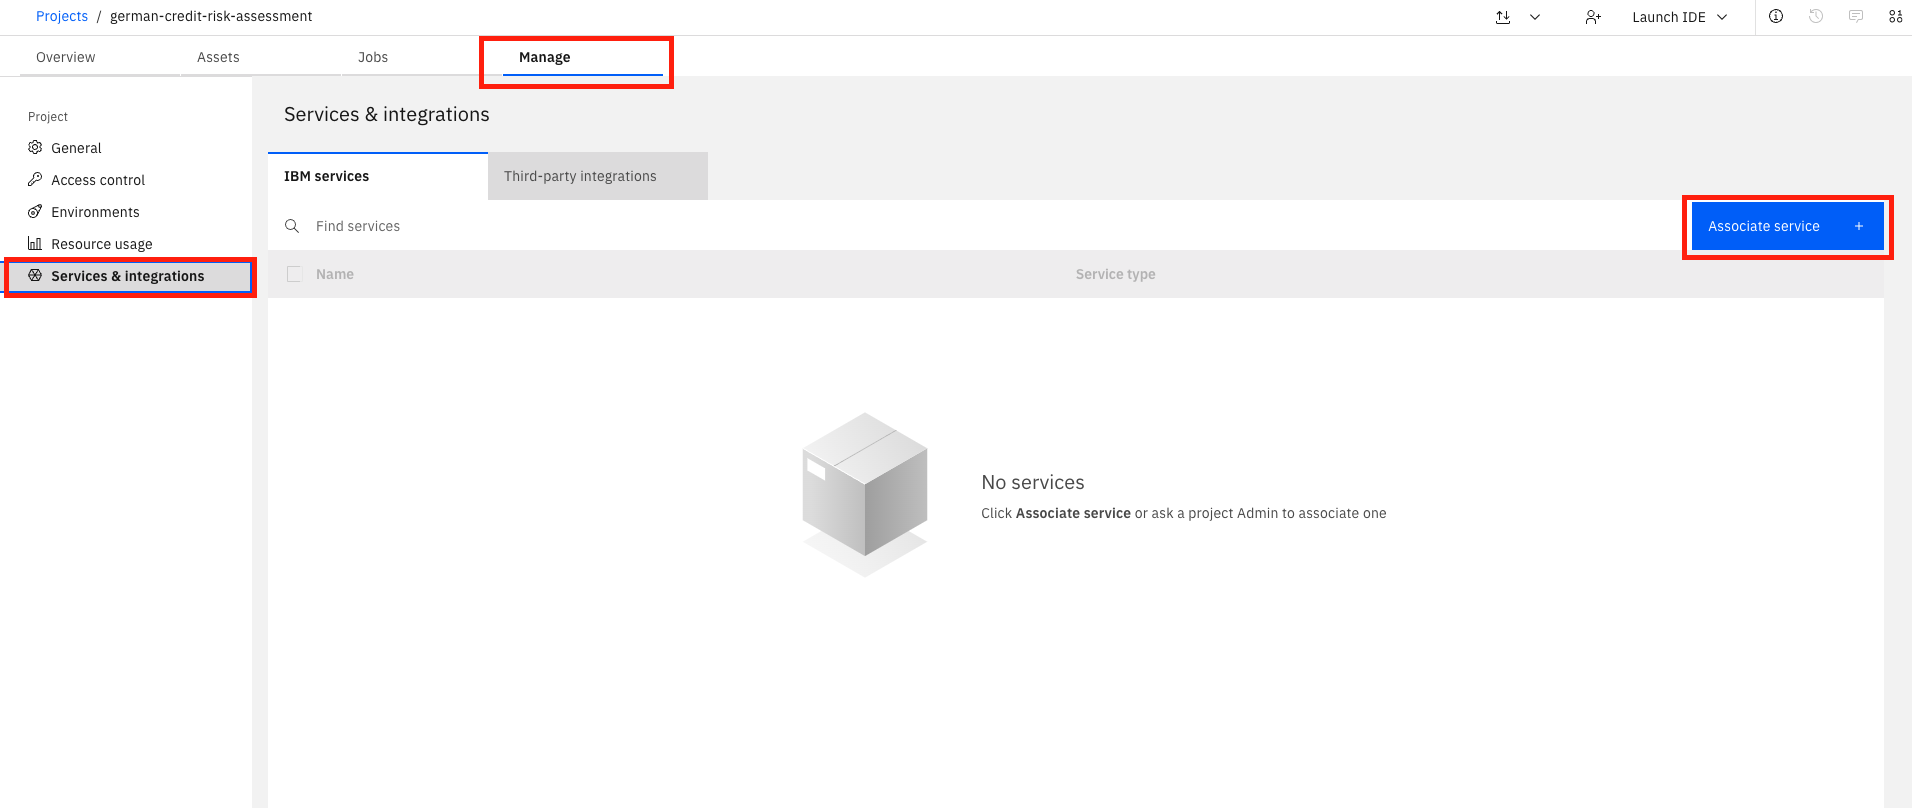 Projects / german-credit-risk-assessment
Launch IDE
Overview
Assets
Jobs
Manage
Project
General
Access control
Environments
Resource usage
Services & integrations
Services & integrations
IBM services
Third-party integrations
Find services
Associate service +
Name
Service type
No services
Click Associate service or ask a project Admin to associate one